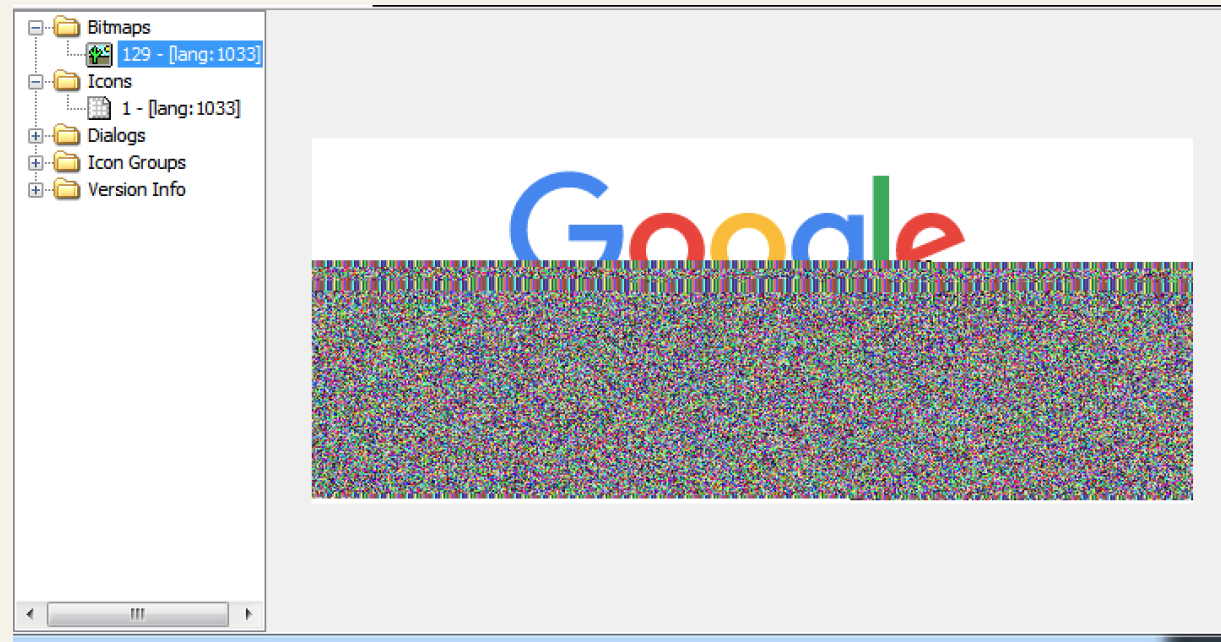 Bitmaps
129 - [lang:1033]
Icons
1 - [lang:1033]
Dialogs
Icon Groups
Version Info
Google